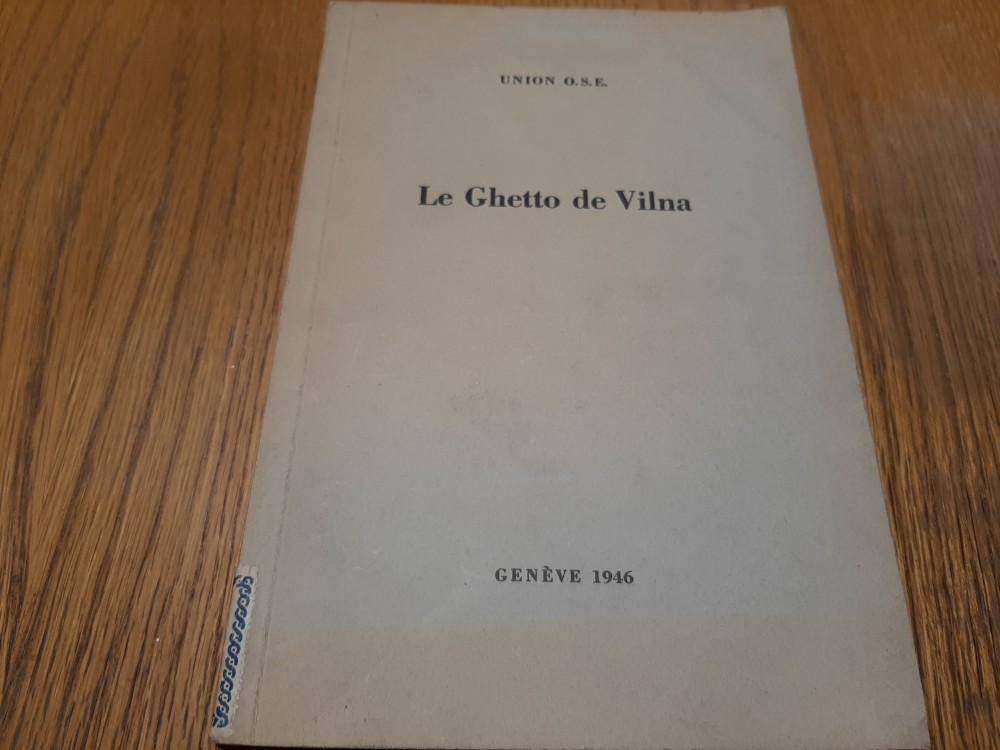 UNION O.S.E.
Le Ghetto de Vilna
GENÈVE 1946